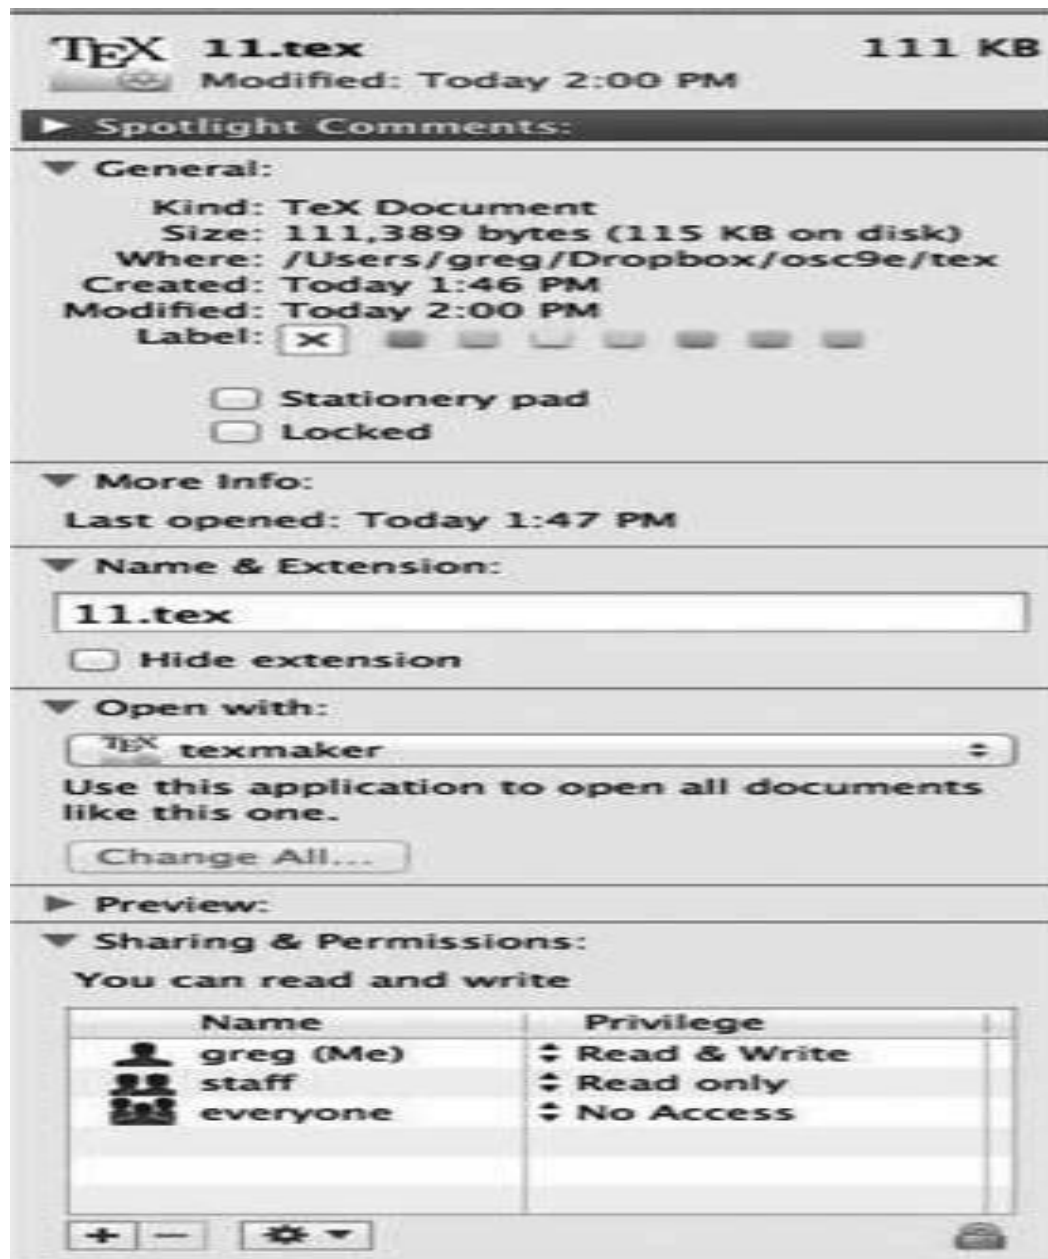 TEX 11.tex 111 KB
Modified: Today 2:00 PM
Spotlight Comments:
General:
Kind: TeX Document
Size: 111,389 bytes (115 KB on disk)
Where: /Users/greg/Dropbox/osc9e/tex
Created: Today 1:46 PM
Modified: Today 2:00 PM
Label:
Stationery pad
Locked
More Info:
Last opened: Today 1:47 PM
Name & Extension:
11.tex
Hide extension
Open with:
TEX texmaker
Use this application to open all documents
like this one.
Change All...
Preview:
Sharing & Permissions:
You can read and write
Name Privilege
greg (Me) Read & Write
staff Read only
everyone No Access